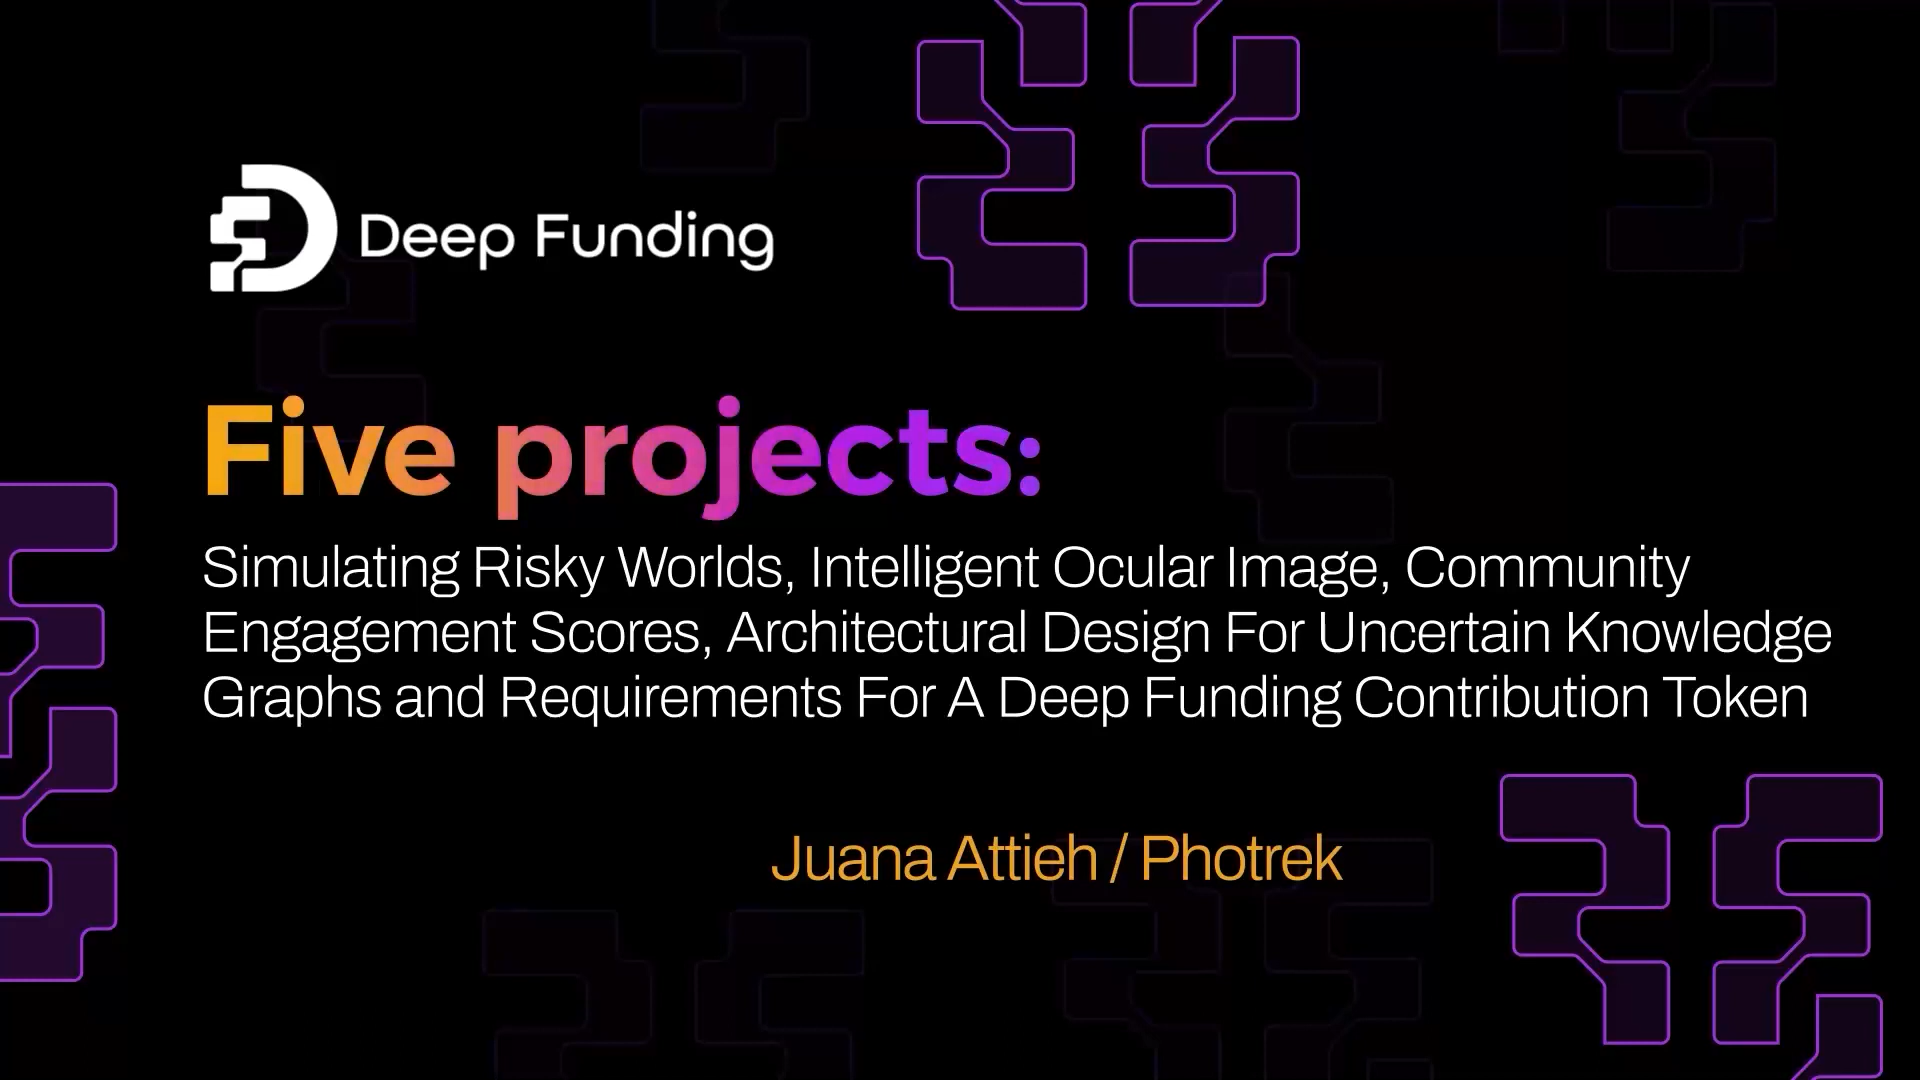 Deep Funding
Five projects:
Simulating Risky Worlds, Intelligent Ocular Image, Community
Engagement Scores, Architectural Design For Uncertain Knowledge
Graphs and Requirements For A Deep Funding Contribution Token
Juana Attieh / Photrek